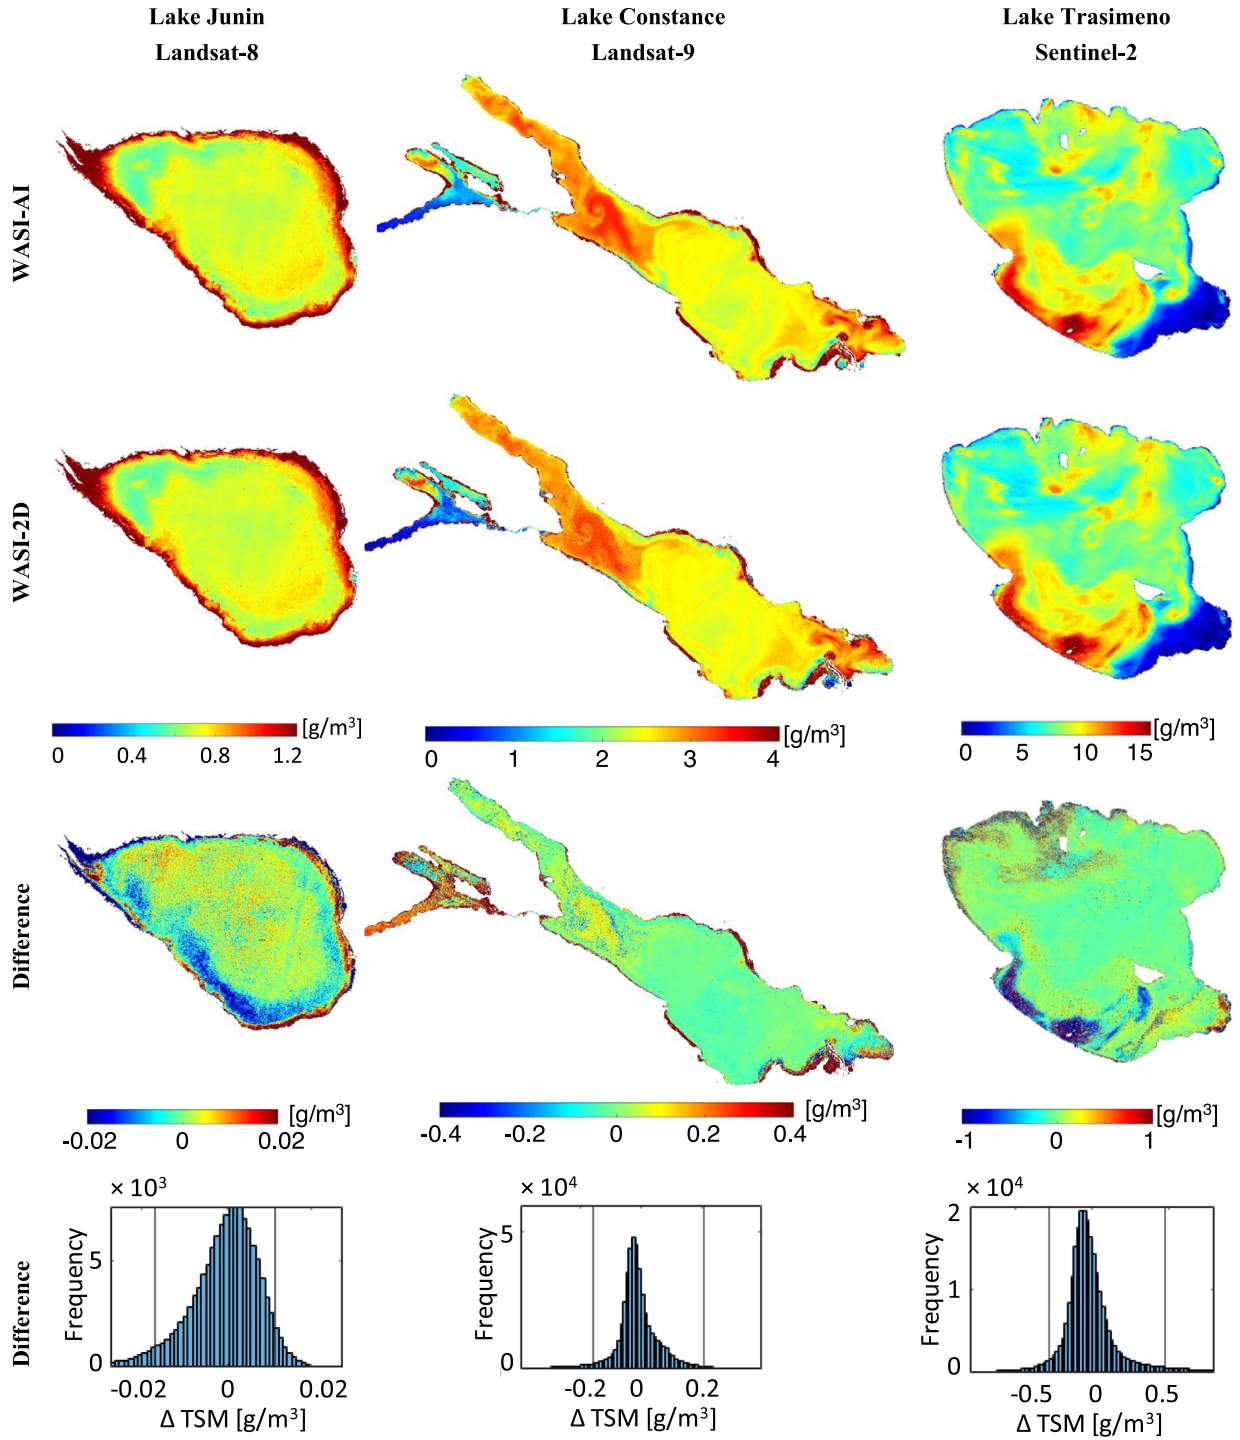 Lake Junin Lake Constance Lake Trasimeno
Landsat-8 Landsat-9 Sentinel-2
WASI-AI
WASI-2D
[g/m³] [g/m³] [g/m³]
0 0.4 0.8 1.2 0 1 2 3 4 0 5 10 15
Difference
[g/m³] [g/m³] [g/m³]
-0.02 0 0.02 -0.4 -0.2 0 0.2 0.4 -1 0 1
× 10³ × 10⁴ × 10⁴
Difference
Frequency
5
0
-0.02 0 0.02
Δ TSM [g/m³]
Frequency
5
0
-0.2 0 0.2
Δ TSM [g/m³]
Frequency
2
1
0
-0.5 0 0.5
Δ TSM [g/m³]